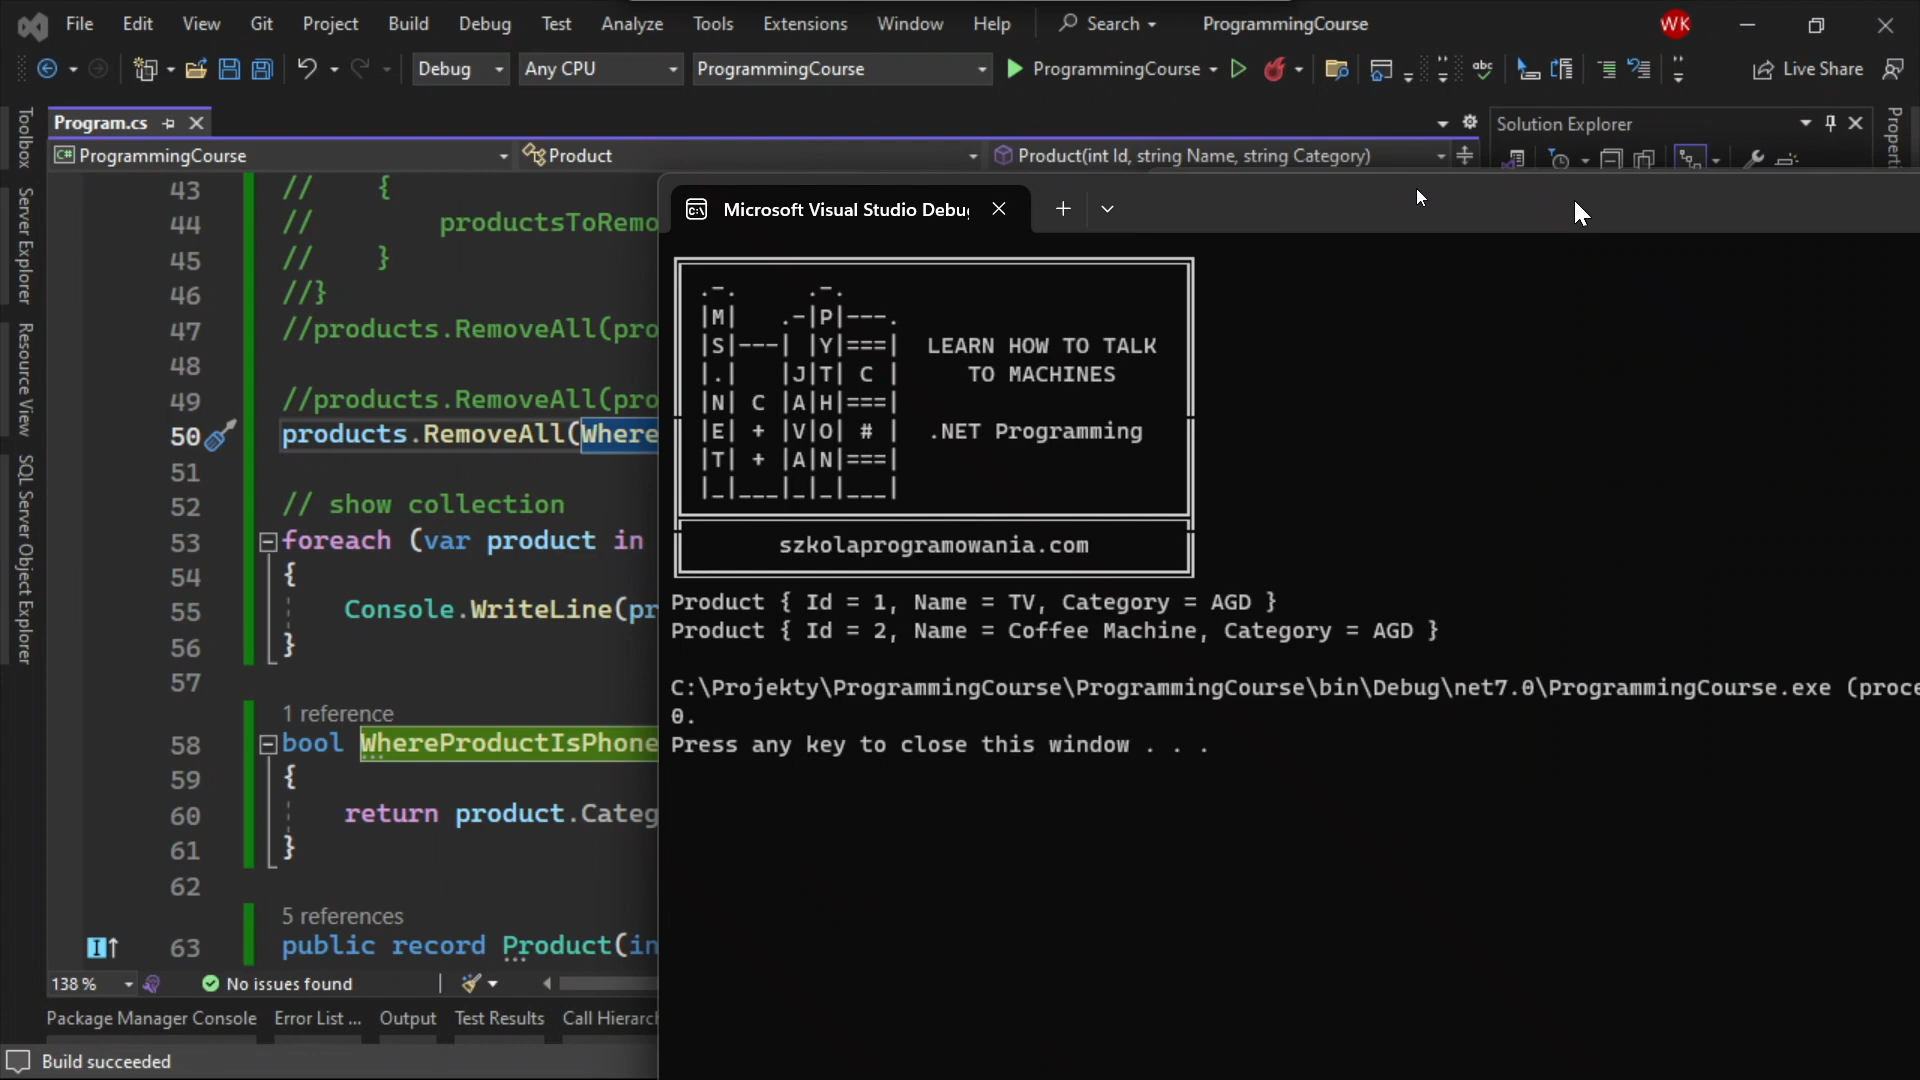 File Edit View Git Project Build Debug Test Analyze Tools Extensions Window Help Search ProgrammingCourse WK
Debug Any CPU ProgrammingCourse ProgrammingCourse abc Live Share
Program.cs
Solution Explorer
C# ProgrammingCourse Product Product(int Id, string Name, string Category)
Toolbox
Server Explorer
Resource View
SQL Server Object Explorer
43 // {
44 // productsToRemo
45 // }
46 //}
47 //products.RemoveAll(pro
48
49 //products.RemoveAll(pro
50 products.RemoveAll(Where
51
52 // show collection
53 foreach (var product in
54 {
55 Console.WriteLine(pr
56 }
57
1 reference
58 bool WhereProductIsPhone
59 {
60 return product.Categ
61 }
62
5 references
63 public record Product(in
138 % No issues found
Package Manager Console Error List ... Output Test Results Call Hierarch
Build succeeded
Microsoft Visual Studio Debu
.-.     .-.
|M|   .-|P|---.
|S|---| |Y|===| LEARN HOW TO TALK
|.|   |J|T| C | TO MACHINES
|N| C |A|H|===|
|E| + |V|O| # | .NET Programming
|T| + |A|N|===|
|_|___|_|_|___|
szkolaprogramowania.com
Product { Id = 1, Name = TV, Category = AGD }
Product { Id = 2, Name = Coffee Machine, Category = AGD }
C:\Projekty\ProgrammingCourse\ProgrammingCourse\bin\Debug\net7.0\ProgrammingCourse.exe (proce
0.
Press any key to close this window . . .
Properti